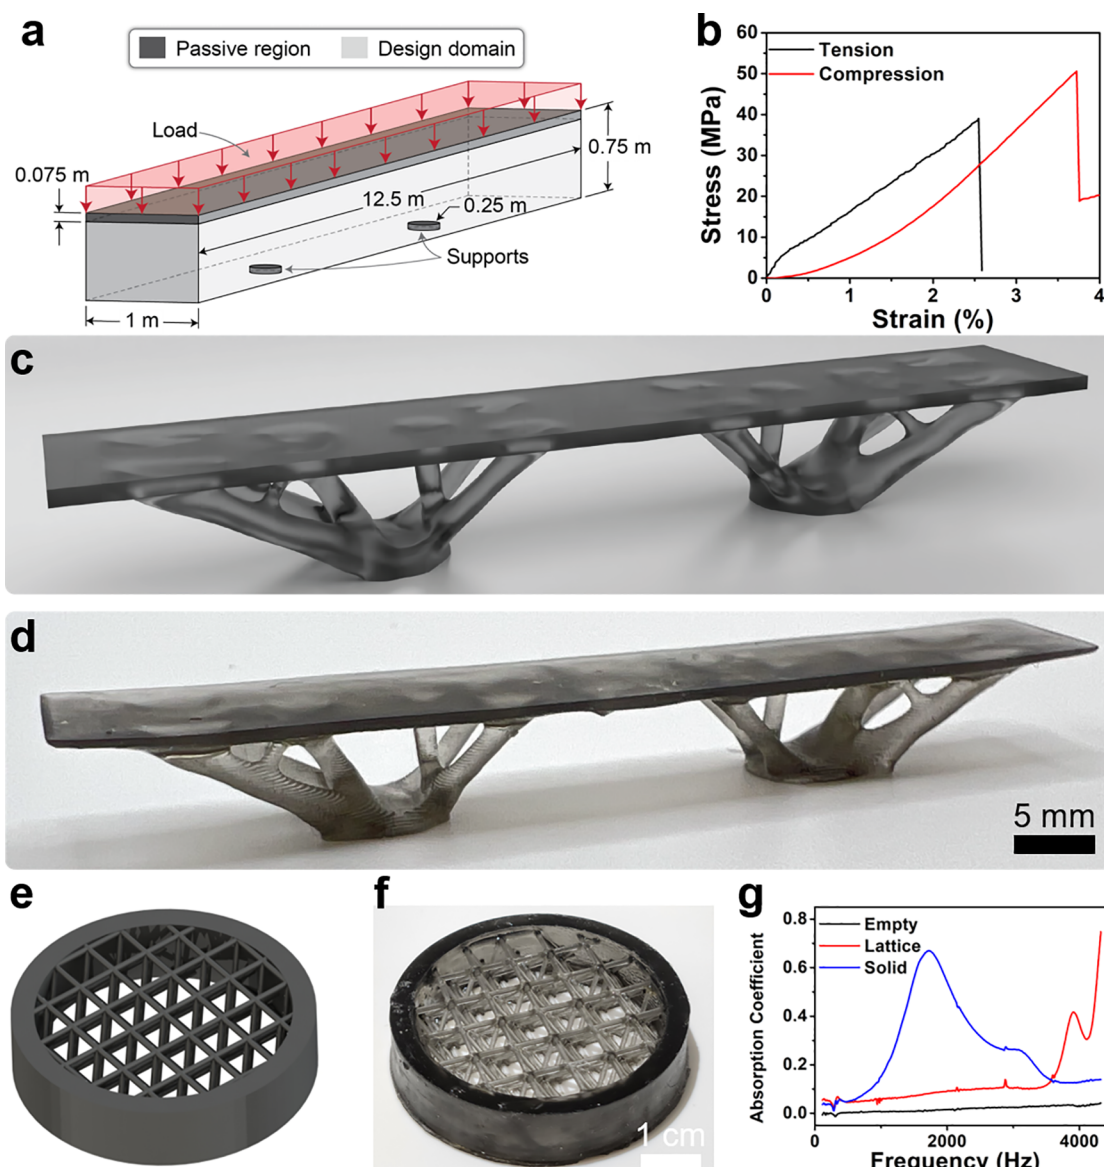 a
Passive region
Design domain
Load
0.075 m
0.75 m
12.5 m
0.25 m
Supports
1 m
b
Stress (MPa)
60
50
40
30
20
10
0
Tension
Compression
0
1
2
3
4
Strain (%)
c
d
5 mm
e
f
1 cm
g
Absorption Coefficient
0.8
0.6
0.4
0.2
0.0
Empty
Lattice
Solid
0
2000
4000
Frequency (Hz)